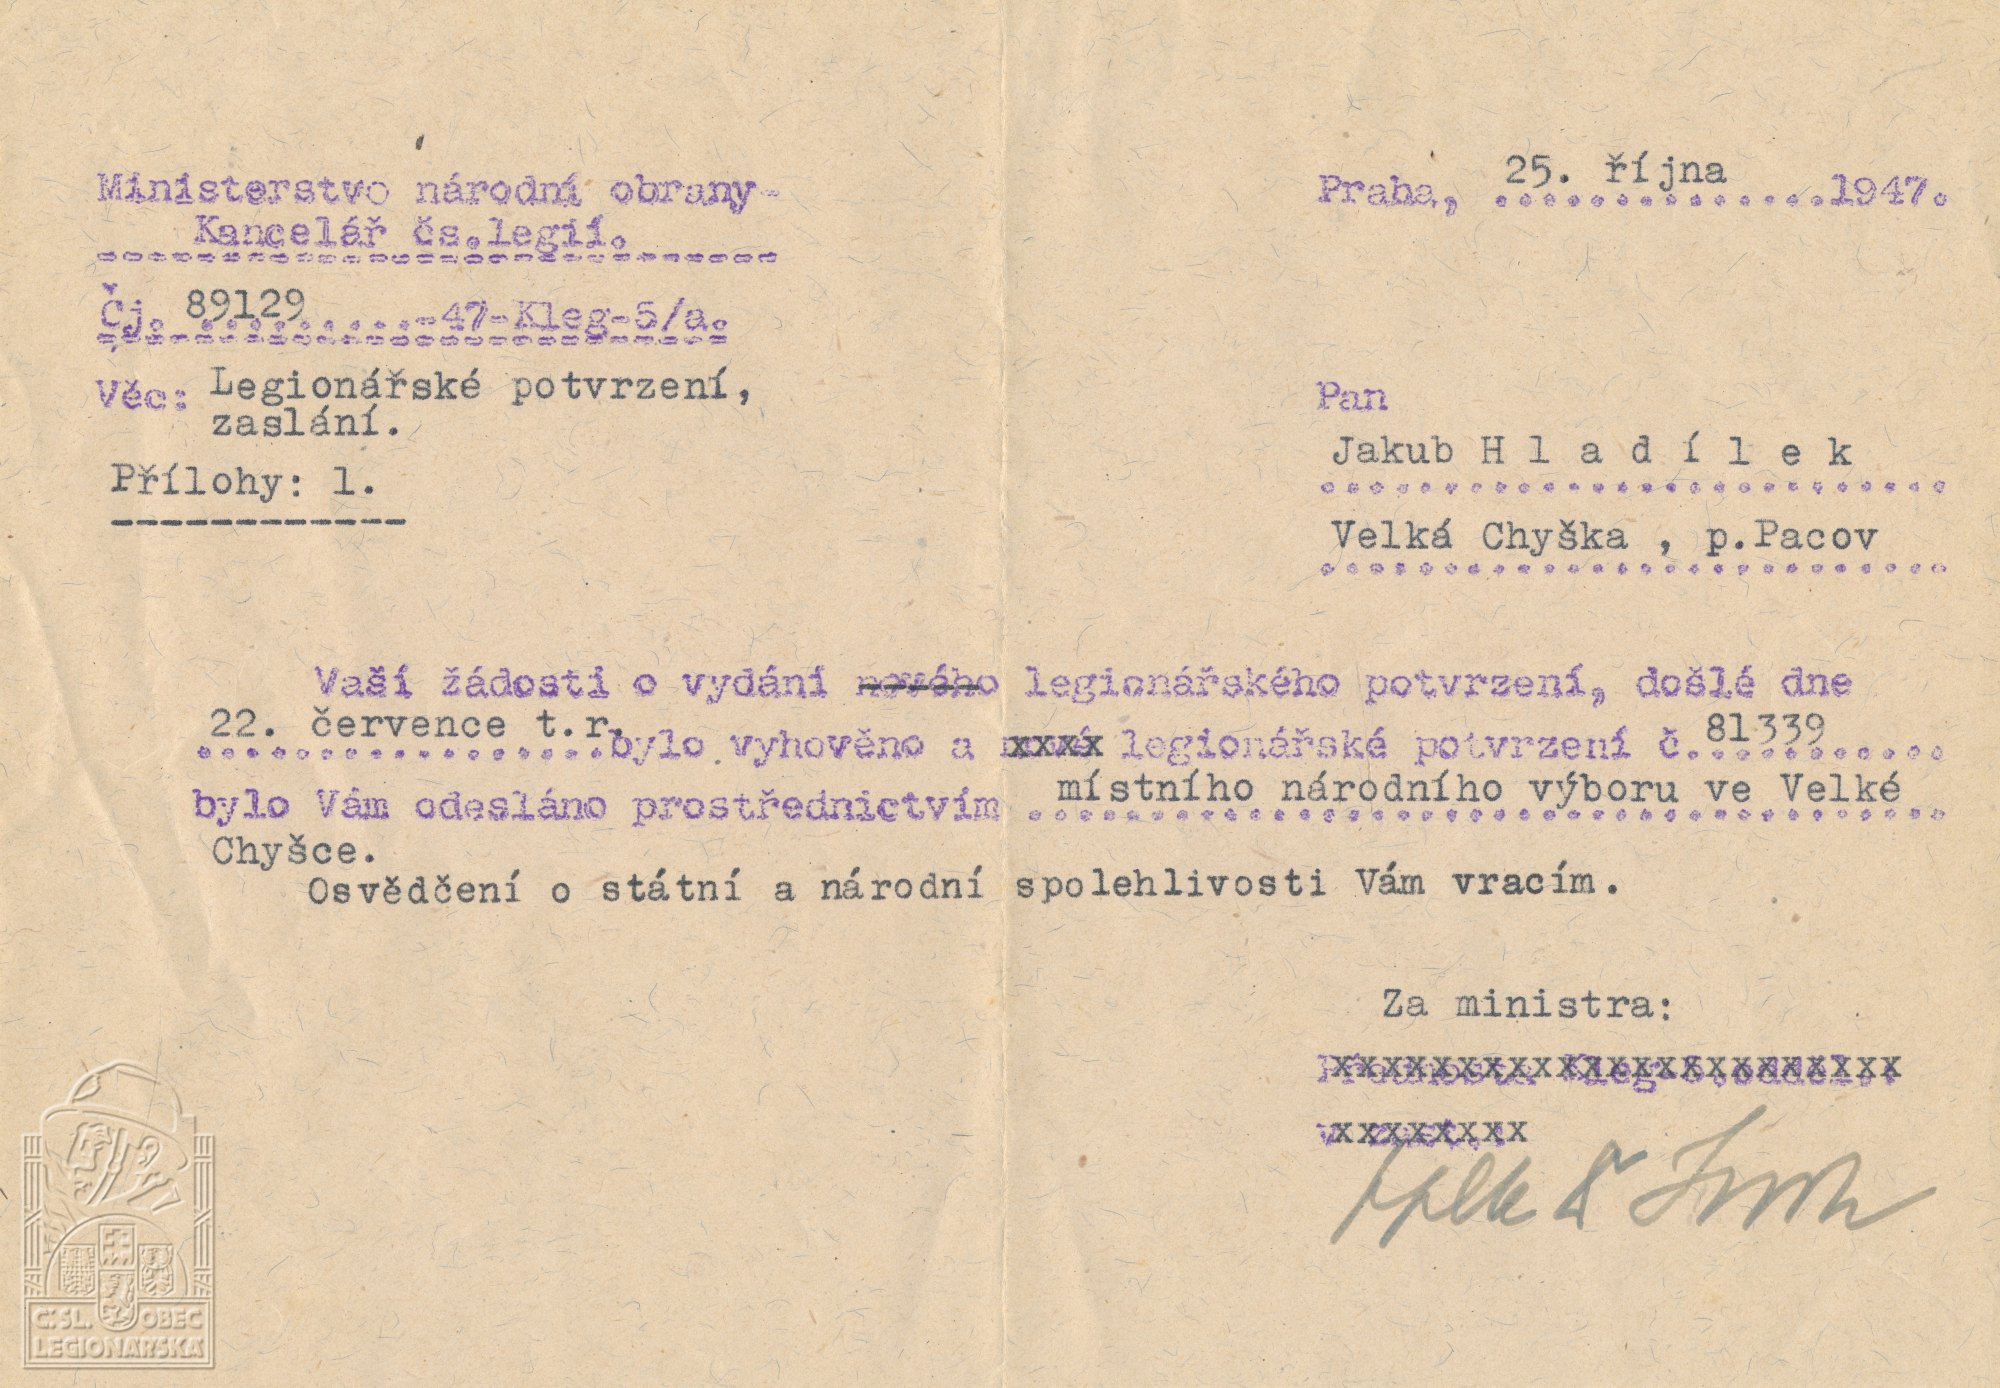 Ministerstvo národní obrany-
Kancelář čs.legií.
Praba, 25. října 1947.
Čj. 89129 -47-Kleg-5/a.
Věc: Legionářské potvrzení,
zaslání.
Přílohy: 1.
Pan
Jakub H l a d í l e k
Velká Chyška , p.Pacov
Vaší žádosti o vydání nového legionářského potvrzení, došlé dne
22. července t.r. bylo vyhověno a nové legionářské potvrzení č. 81339
bylo Vám odesláno prostřednictvím místního národního výboru ve Velké
Chyšce.
Osvědčení o státní a národní spolehlivosti Vám vracím.
Za ministra:
Č.SL. OBEC
LEGIONÁŘSKÁ